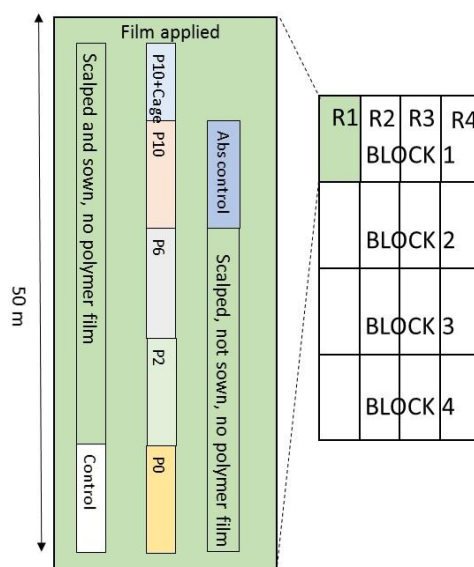 Film applied
50 m
Scalped and sown, no polymer film
Control
P10+Cage
P10
P6
P2
P0
Abs control
Scalped, not sown, no polymer film
R1 R2 R3 R4
BLOCK 1
BLOCK 2
BLOCK 3
BLOCK 4